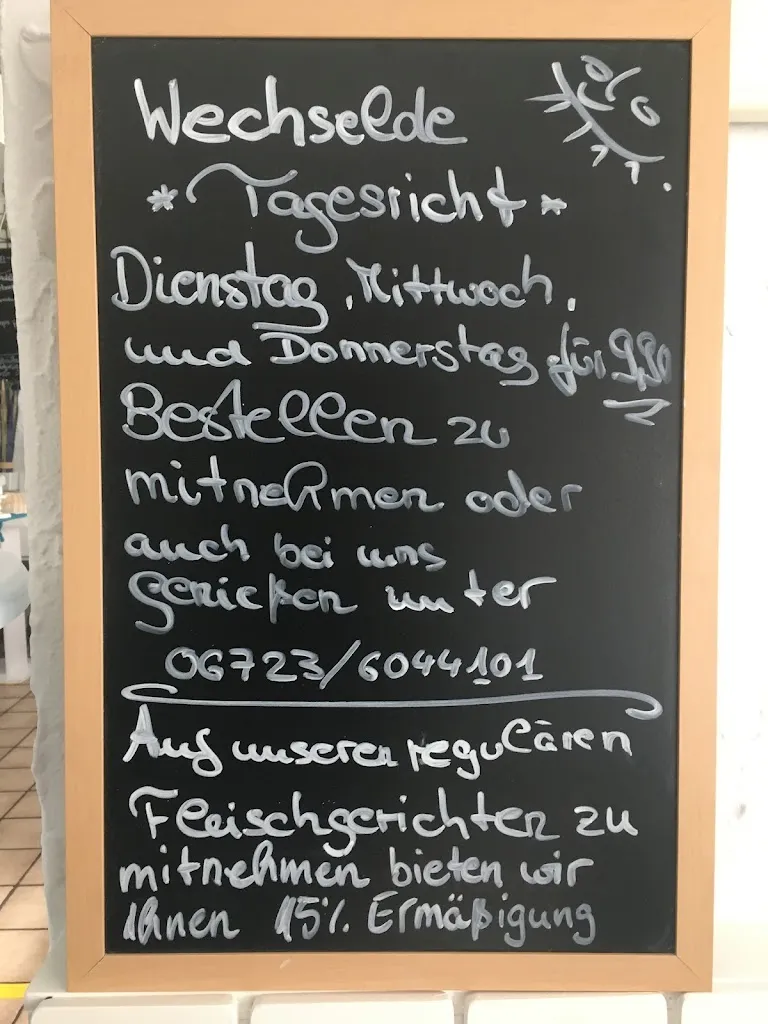 Wechselde
* Tagesricht *
Dienstag, Mittwoch,
und Donnerstag für 9,90
Bestellen zu
mitnehmen oder
auch bei uns
genießen unter
06723/6044101
Auf unseren regulären
Fleischgerichten zu
mitnehmen bieten wir
Ihnen 15% Ermäßigung